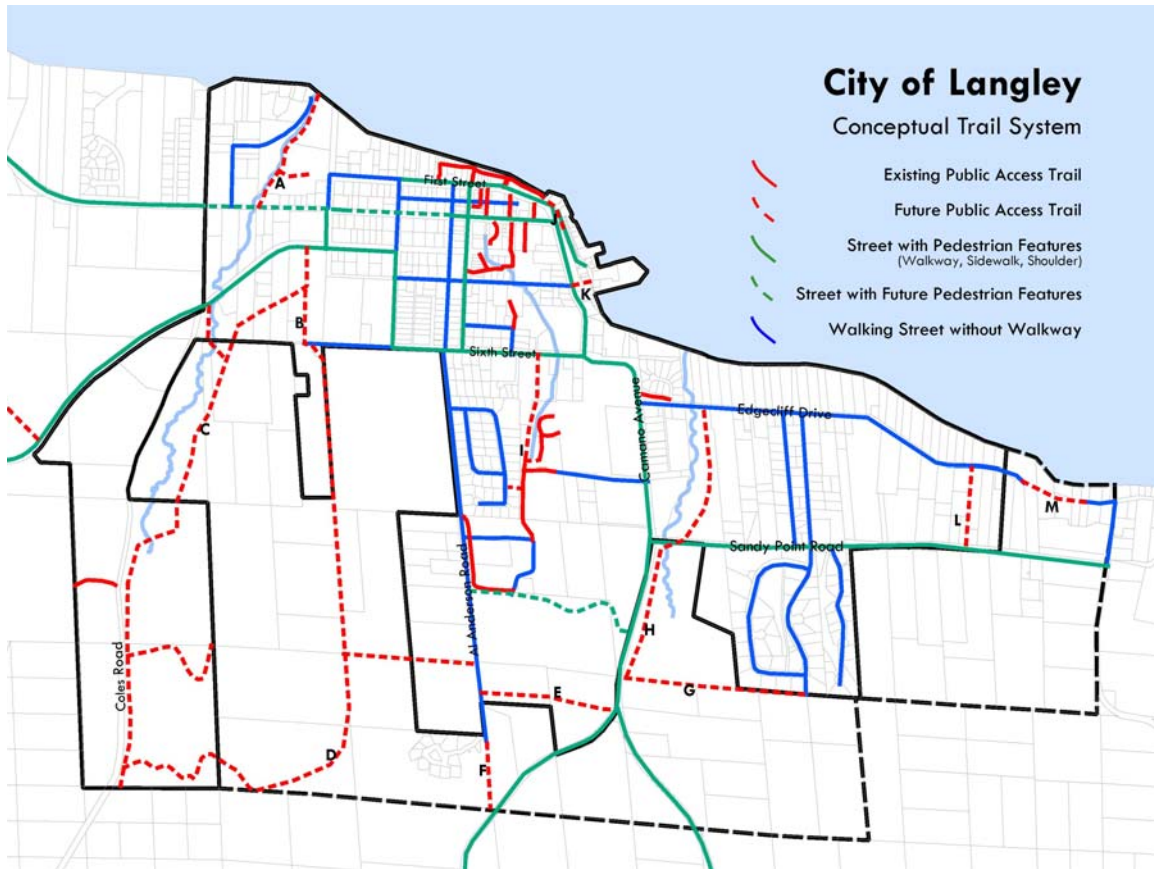 City of Langley
Conceptual Trail System
Existing Public Access Trail
Future Public Access Trail
Street with Pedestrian Features
(Walkway, Sidewalk, Shoulder)
Street with Future Pedestrian Features
Walking Street without Walkway
A
First Street
J
K
B
Sixth Street
Camano Avenue
Edgecliff Drive
C
I
L
M
Sandy Point Road
Al Anderson Road
H
Coles Road
G
E
D
F